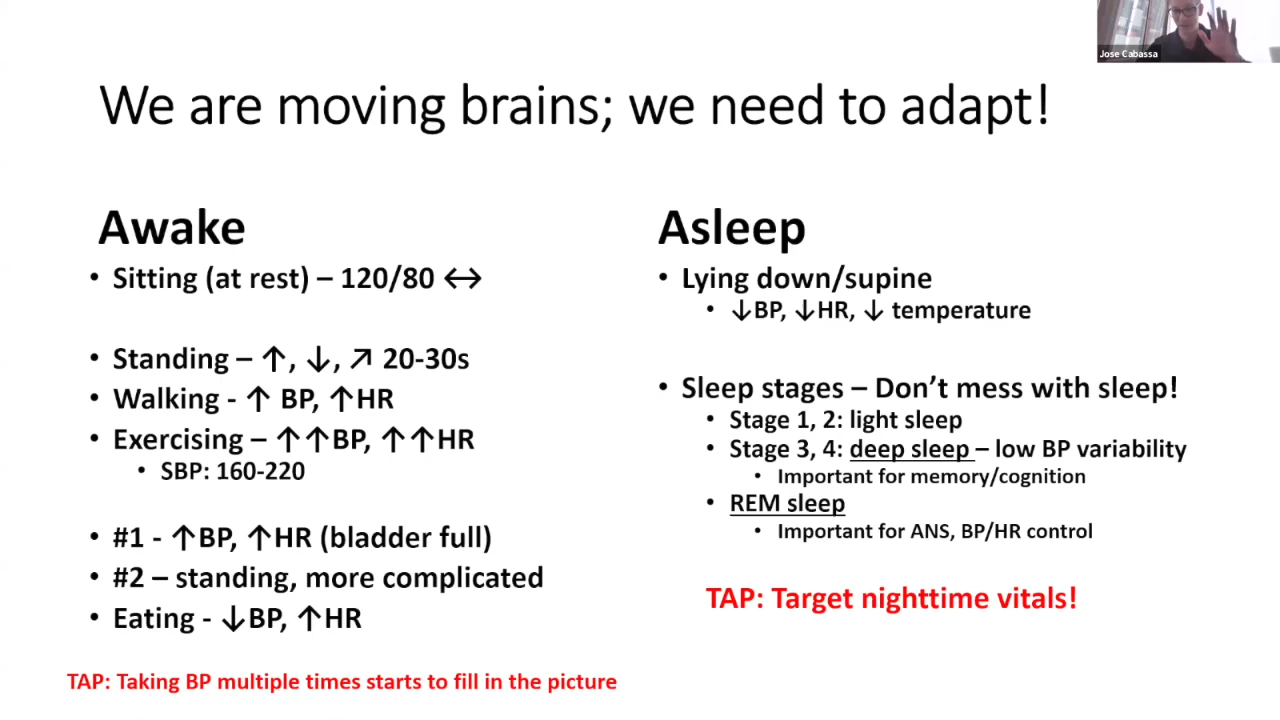 Jose Cabassa
We are moving brains; we need to adapt!
Awake
• Sitting (at rest) – 120/80 ↔
• Standing – ↑, ↓, ↗ 20-30s
• Walking - ↑ BP, ↑HR
• Exercising – ↑↑BP, ↑↑HR
• SBP: 160-220
• #1 - ↑BP, ↑HR (bladder full)
• #2 – standing, more complicated
• Eating - ↓BP, ↑HR
TAP: Taking BP multiple times starts to fill in the picture
Asleep
• Lying down/supine
• ↓BP, ↓HR, ↓ temperature
• Sleep stages – Don’t mess with sleep!
• Stage 1, 2: light sleep
• Stage 3, 4: deep sleep – low BP variability
• Important for memory/cognition
• REM sleep
• Important for ANS, BP/HR control
TAP: Target nighttime vitals!